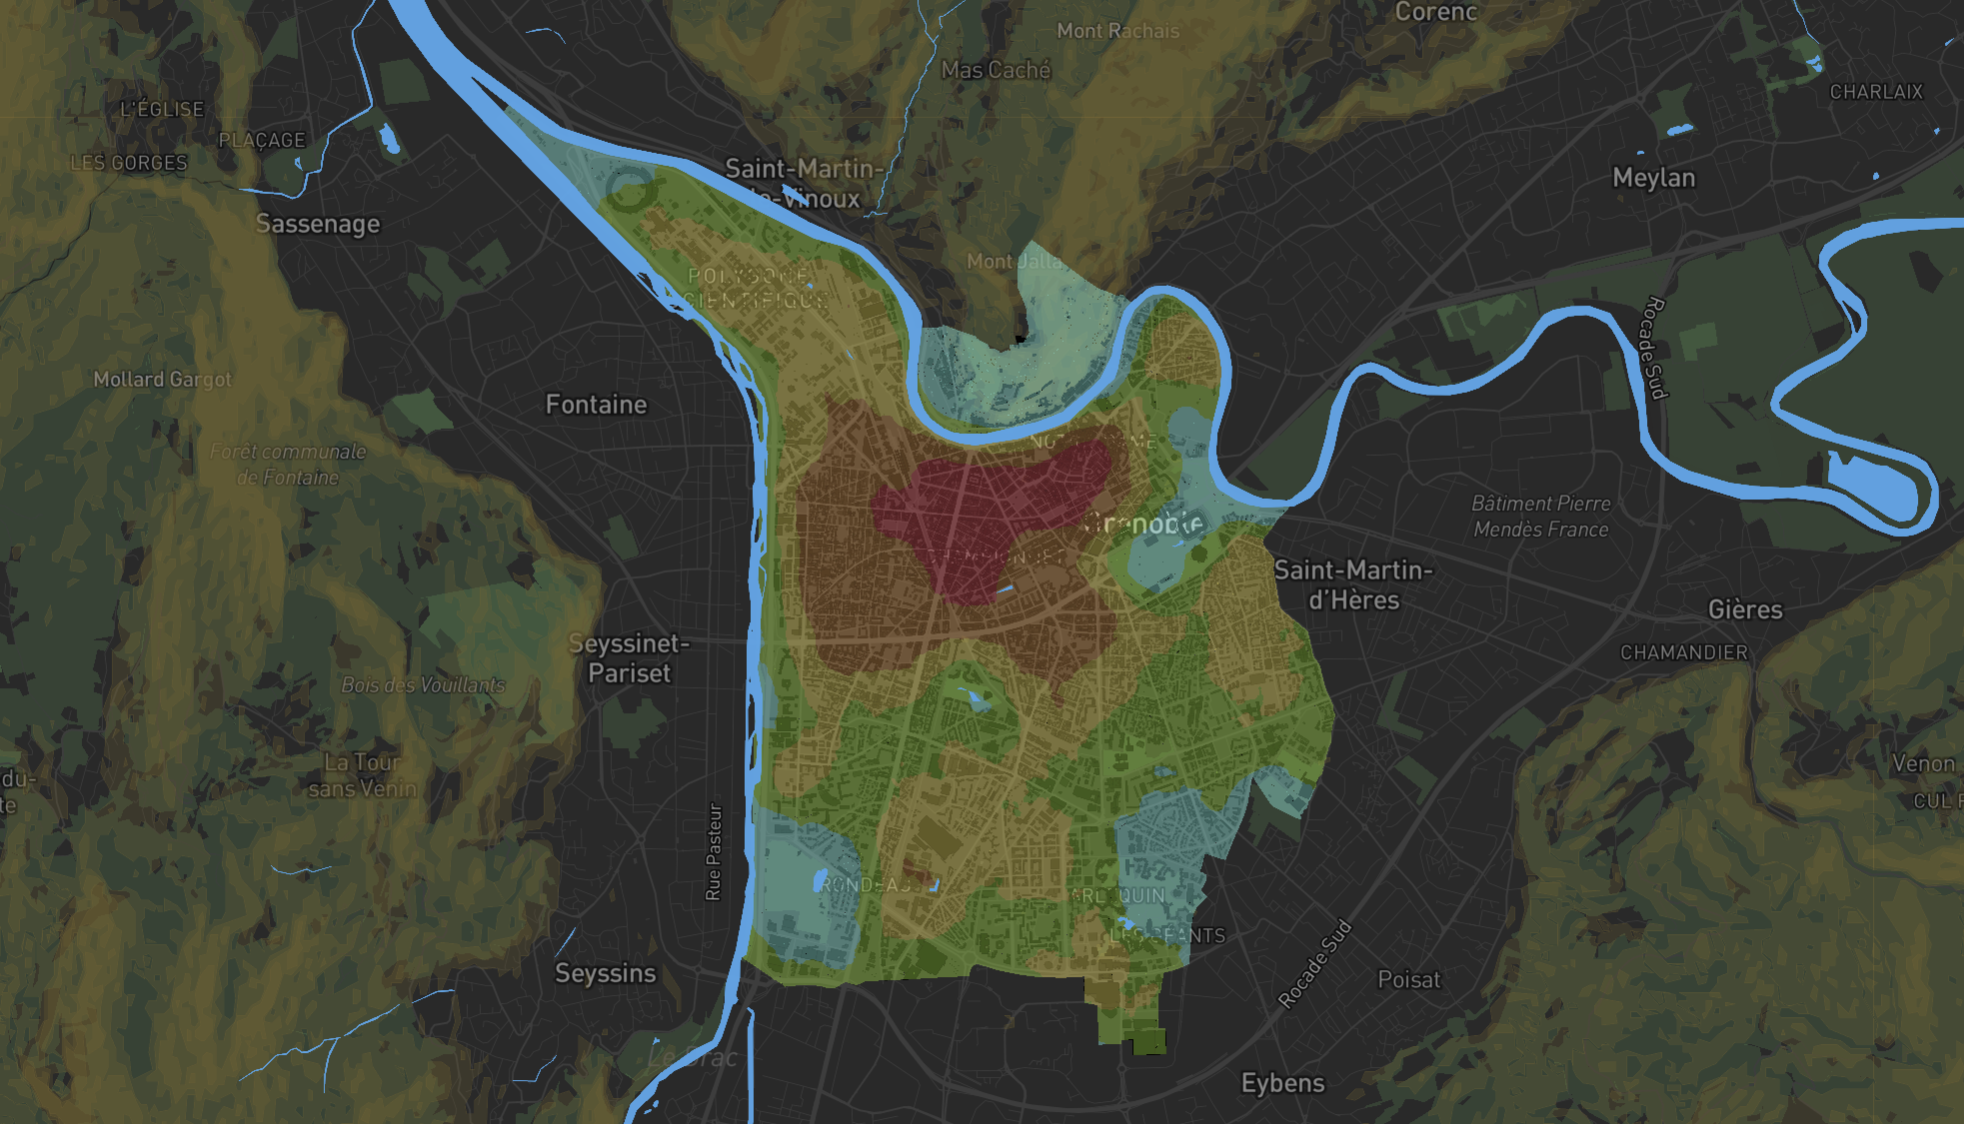 Corenc
Mont Rachais
Mas Caché
CHARLAIX
L'ÉGLISE
PLAÇAGE
LES GORGES
Saint-Martin-
le-Vinoux
Meylan
Sassenage
Mont Jalla
POLYGONE
SCIENTIFIQUE
Rocade Sud
Mollard Gargot
Fontaine
Forêt communale
de Fontaine
Bâtiment Pierre
Mendès France
Grenoble
Saint-Martin-
d'Hères
Gières
CHAMANDIER
Seyssinet-
Pariset
Bois des Vouillants
La Tour
sans Venin
du-
te
Venon
CUL
Rue Pasteur
RONDEAU
ARLEQUIN
LES GÉANTS
Seyssins
Rocade Sud
Poisat
Le Drac
Eybens